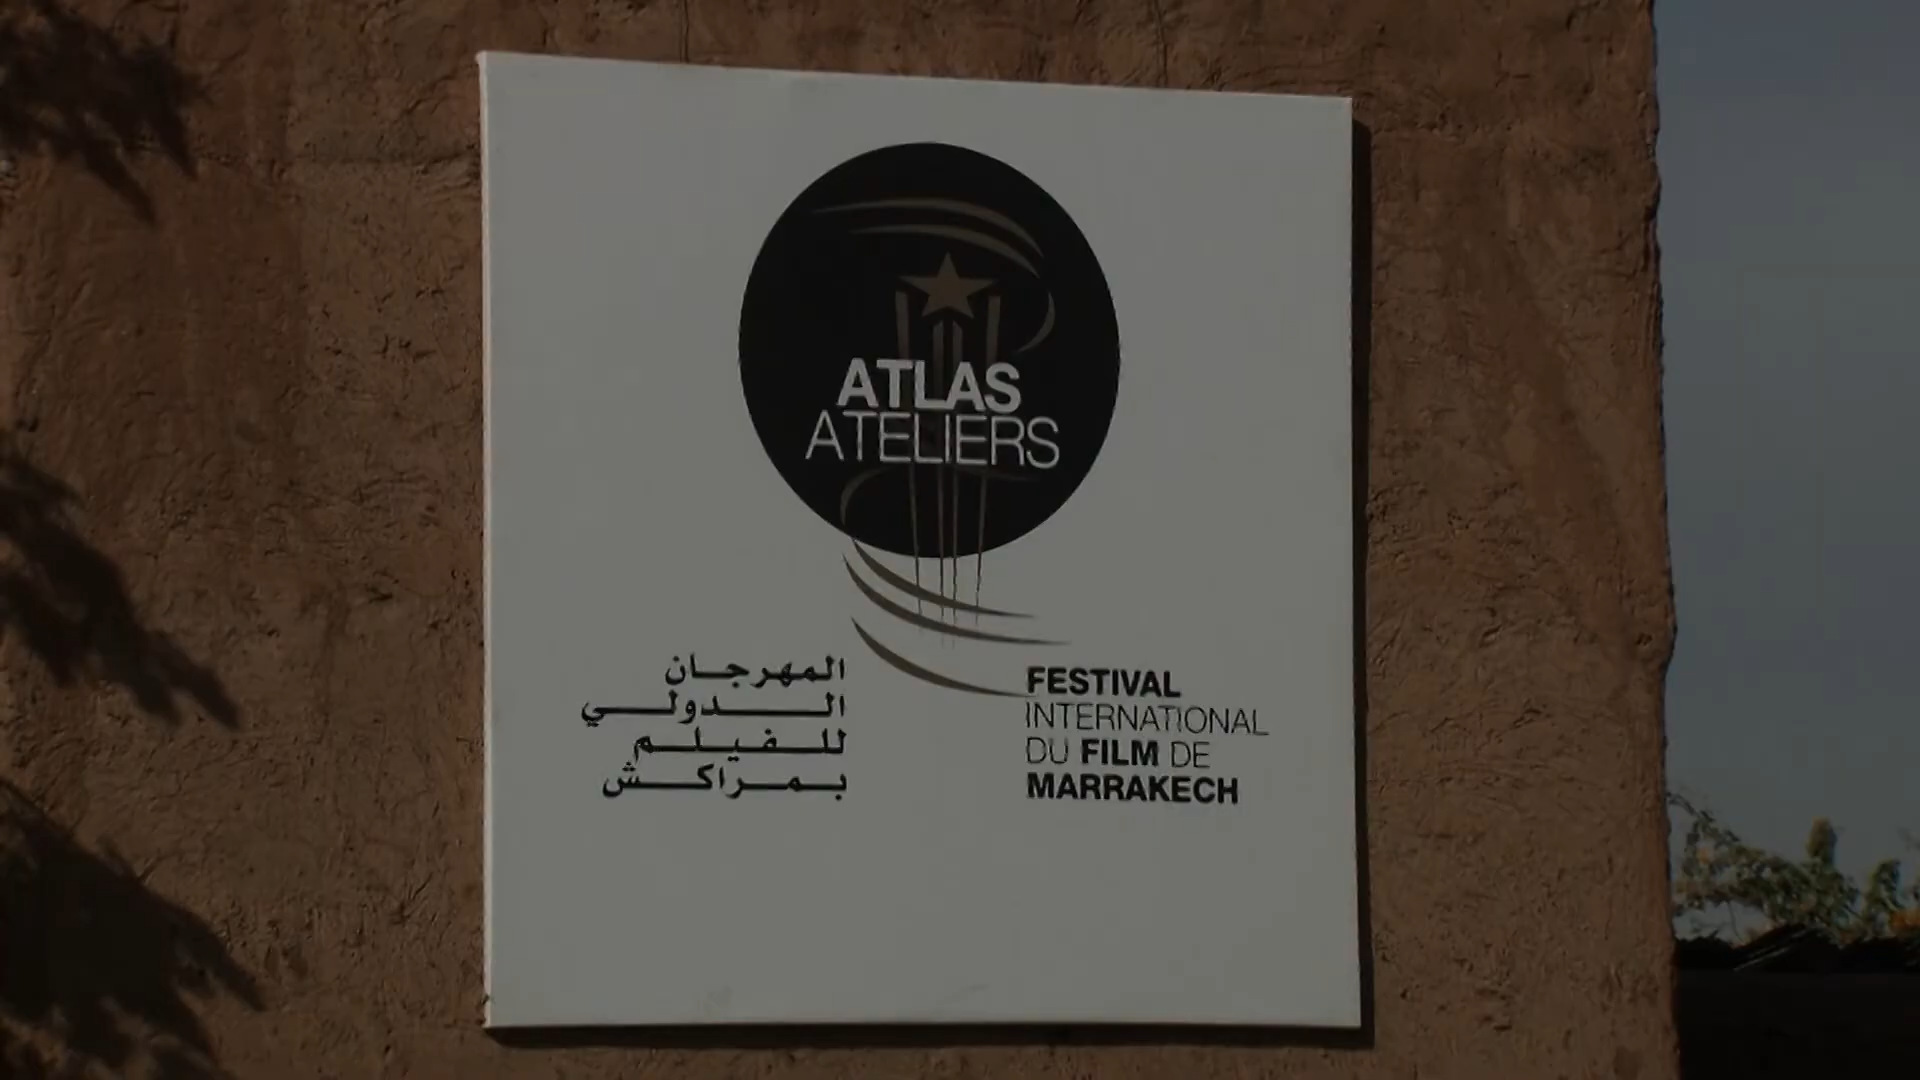 ATLAS
ATELIERS
المهرجان
الدولي
للفيلم
بمراكش
FESTIVAL
INTERNATIONAL
DU FILM DE
MARRAKECH